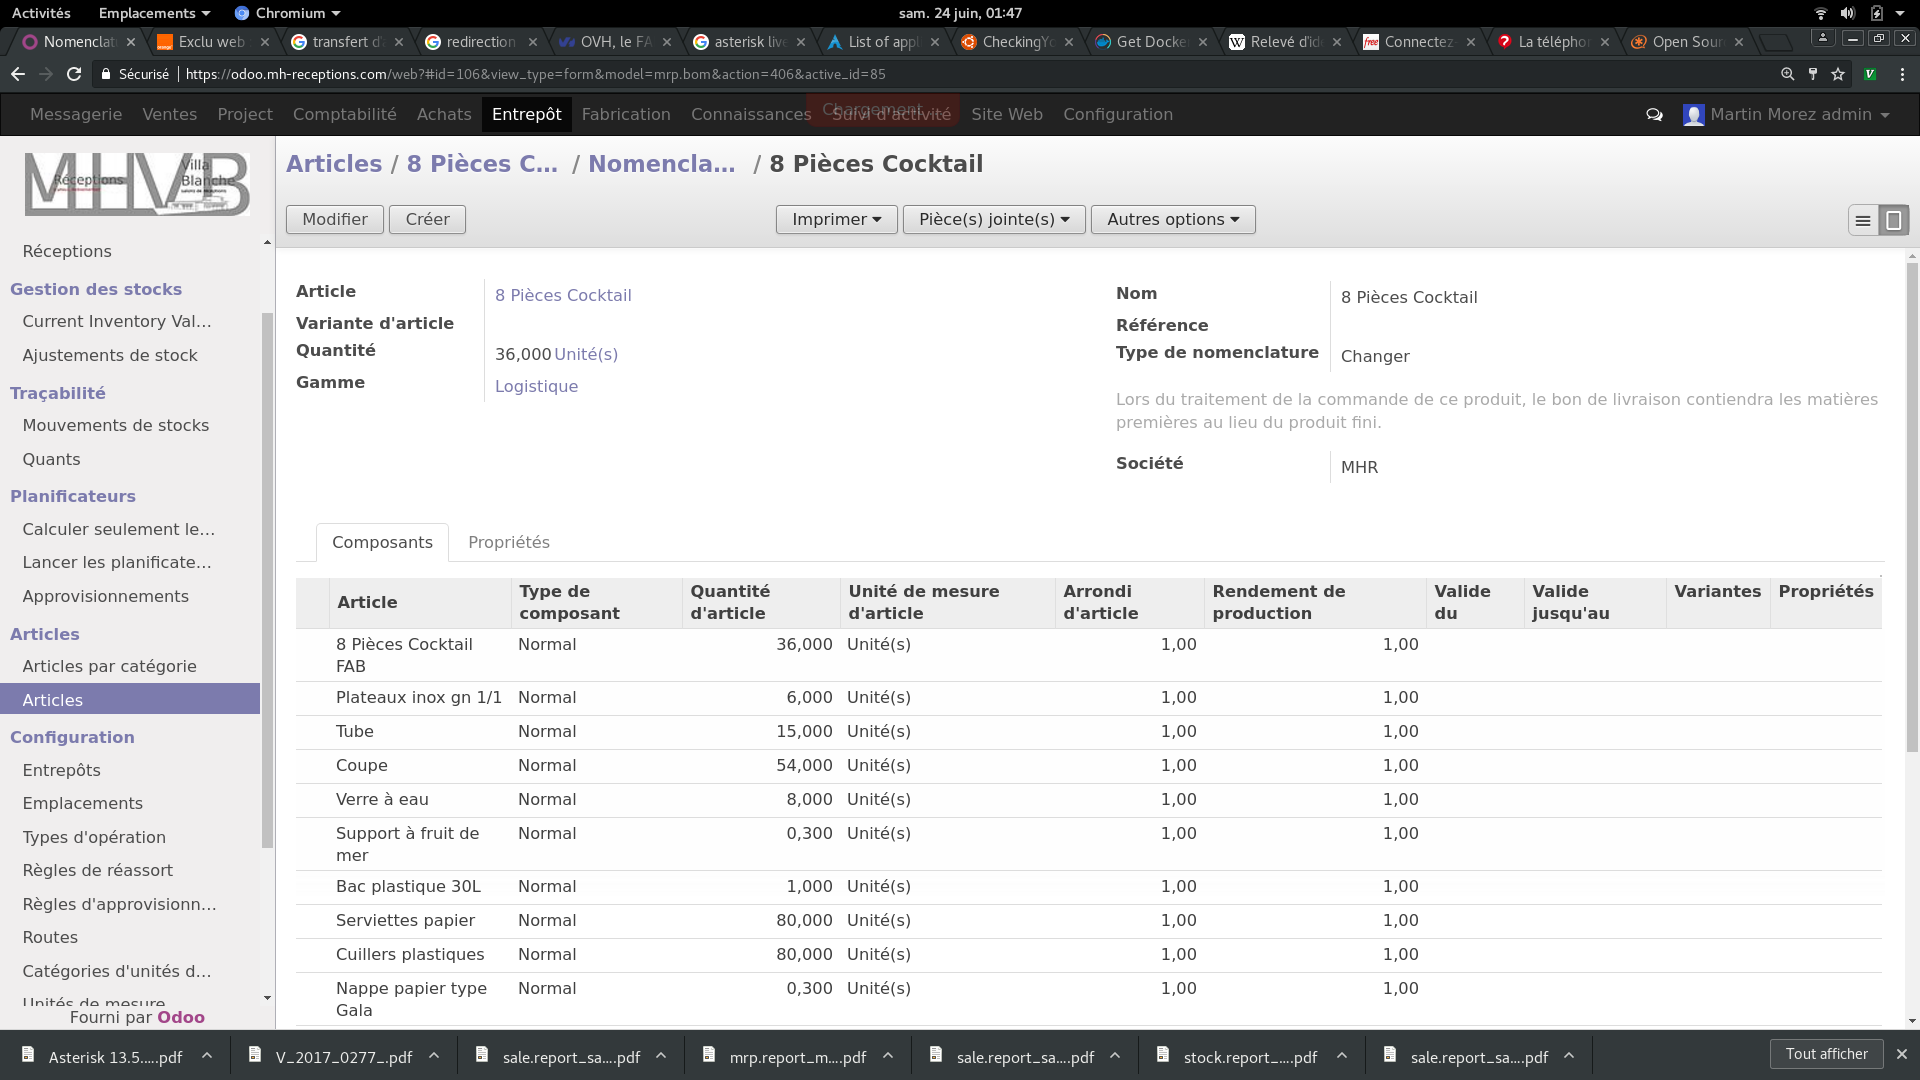 Activités Emplacements Chromium sam. 24 juin, 01:47
Nomenclat Exclu web transfert d' redirection OVH, le FA asterisk live List of appl CheckingYo Get Docke Relevé d'id Connectez- La téléphon Open Sour
Sécurisé https://odoo.mh-receptions.com/web?#id=106&view_type=form&model=mrp.bom&action=406&active_id=85
Messagerie Ventes Project Comptabilité Achats Entrepôt Fabrication Connaissances Suivi d'activité Site Web Configuration Martin Morez admin
Chargement
MHVB
Réceptions
Villa
Blanche
Articles / 8 Pièces C... / Nomencla... / 8 Pièces Cocktail
Modifier Créer Imprimer Pièce(s) jointe(s) Autres options
Réceptions
Gestion des stocks
Current Inventory Val...
Ajustements de stock
Traçabilité
Mouvements de stocks
Quants
Planificateurs
Calculer seulement le...
Lancer les planificate...
Approvisionnements
Articles
Articles par catégorie
Articles
Configuration
Entrepôts
Emplacements
Types d'opération
Règles de réassort
Règles d'approvisionn...
Routes
Catégories d'unités d...
Unités de mesure
Fourni par Odoo
Article 8 Pièces Cocktail
Variante d'article
Quantité 36,000 Unité(s)
Gamme Logistique
Nom 8 Pièces Cocktail
Référence
Type de nomenclature Changer
Lors du traitement de la commande de ce produit, le bon de livraison contiendra les matières
premières au lieu du produit fini.
Société MHR
Composants Propriétés
Article Type de composant Quantité d'article Unité de mesure d'article Arrondi d'article Rendement de production Valide du Valide jusqu'au Variantes Propriétés
8 Pièces Cocktail FAB Normal 36,000 Unité(s) 1,00 1,00
Plateaux inox gn 1/1 Normal 6,000 Unité(s) 1,00 1,00
Tube Normal 15,000 Unité(s) 1,00 1,00
Coupe Normal 54,000 Unité(s) 1,00 1,00
Verre à eau Normal 8,000 Unité(s) 1,00 1,00
Support à fruit de mer Normal 0,300 Unité(s) 1,00 1,00
Bac plastique 30L Normal 1,000 Unité(s) 1,00 1,00
Serviettes papier Normal 80,000 Unité(s) 1,00 1,00
Cuillers plastiques Normal 80,000 Unité(s) 1,00 1,00
Nappe papier type Gala Normal 0,300 Unité(s) 1,00 1,00
Asterisk 13.5.....pdf V_2017_0277_.pdf sale.report_sa....pdf mrp.report_m....pdf sale.report_sa....pdf stock.report_....pdf sale.report_sa....pdf Tout afficher